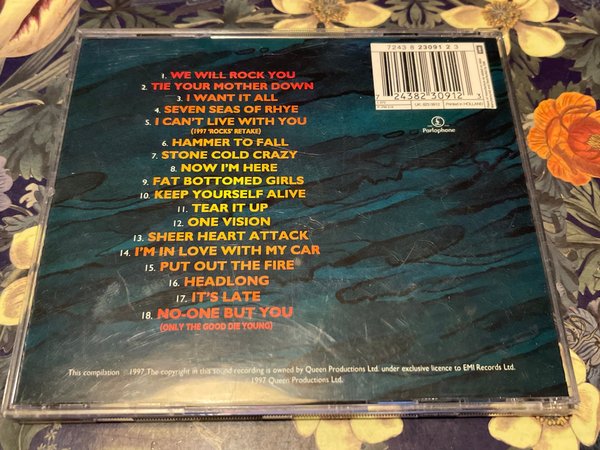 7243 8 23091 2 3
7 24382 30912 3
Printed in HOLLAND
Parlophone
1. WE WILL ROCK YOU
2. TIE YOUR MOTHER DOWN
3. I WANT IT ALL
4. SEVEN SEAS OF RHYE
5. I CAN'T LIVE WITH YOU
(1997 'ROCKS' RETAKE)
6. HAMMER TO FALL
7. STONE COLD CRAZY
8. NOW I'M HERE
9. FAT BOTTOMED GIRLS
10. KEEP YOURSELF ALIVE
11. TEAR IT UP
12. ONE VISION
13. SHEER HEART ATTACK
14. I'M IN LOVE WITH MY CAR
15. PUT OUT THE FIRE
16. HEADLONG
17. IT'S LATE
18. NO-ONE BUT YOU
(ONLY THE GOOD DIE YOUNG)
This compilation ℗1997. The copyright in this sound recording is owned by Queen Productions Ltd. under exclusive licence to EMI Records Ltd.
©1997 Queen Productions Ltd.